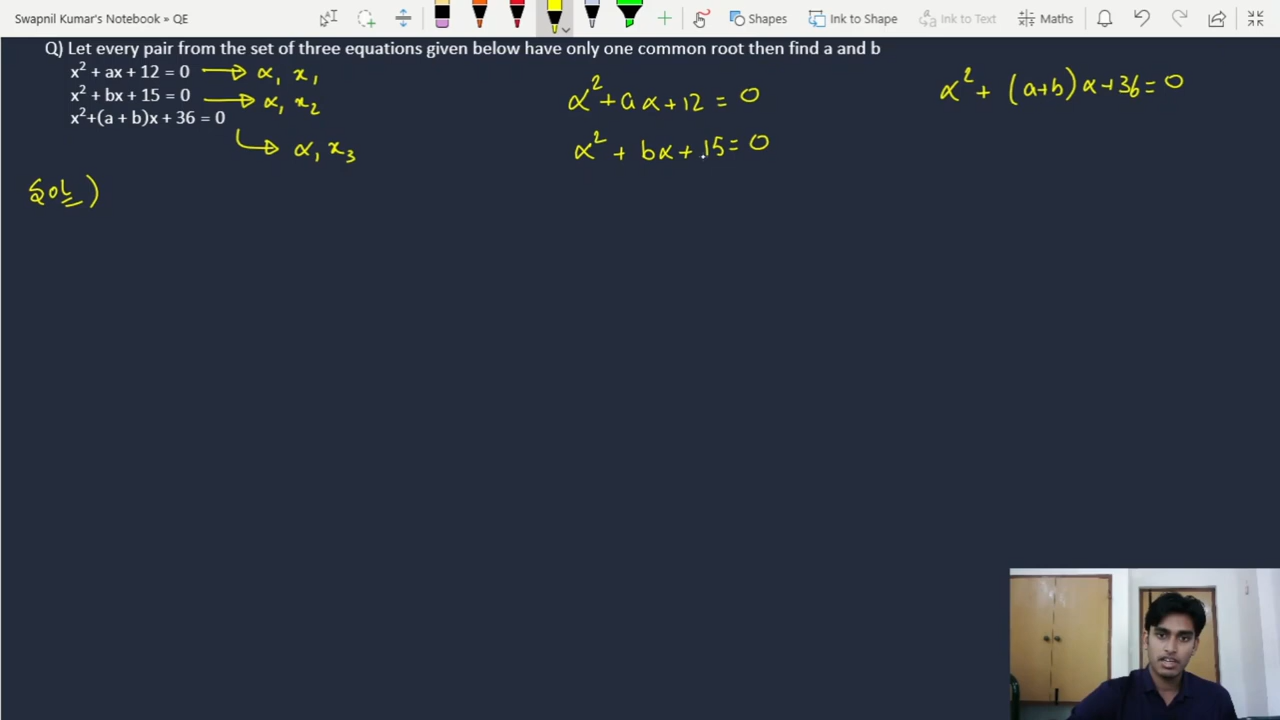 Swapnil Kumar's Notebook » QE
Shapes
Ink to Shape
Ink to Text
Maths
Q) Let every pair from the set of three equations given below have only one common root then find a and b
x² + ax + 12 = 0 → α, x₁
x² + bx + 15 = 0 → α, x₂
x²+(a + b)x + 36 = 0
→ α, x₃
α² + a α + 12 = 0
α² + bα + 15 = 0
α² + (a+b) α + 36 = 0
Sol)